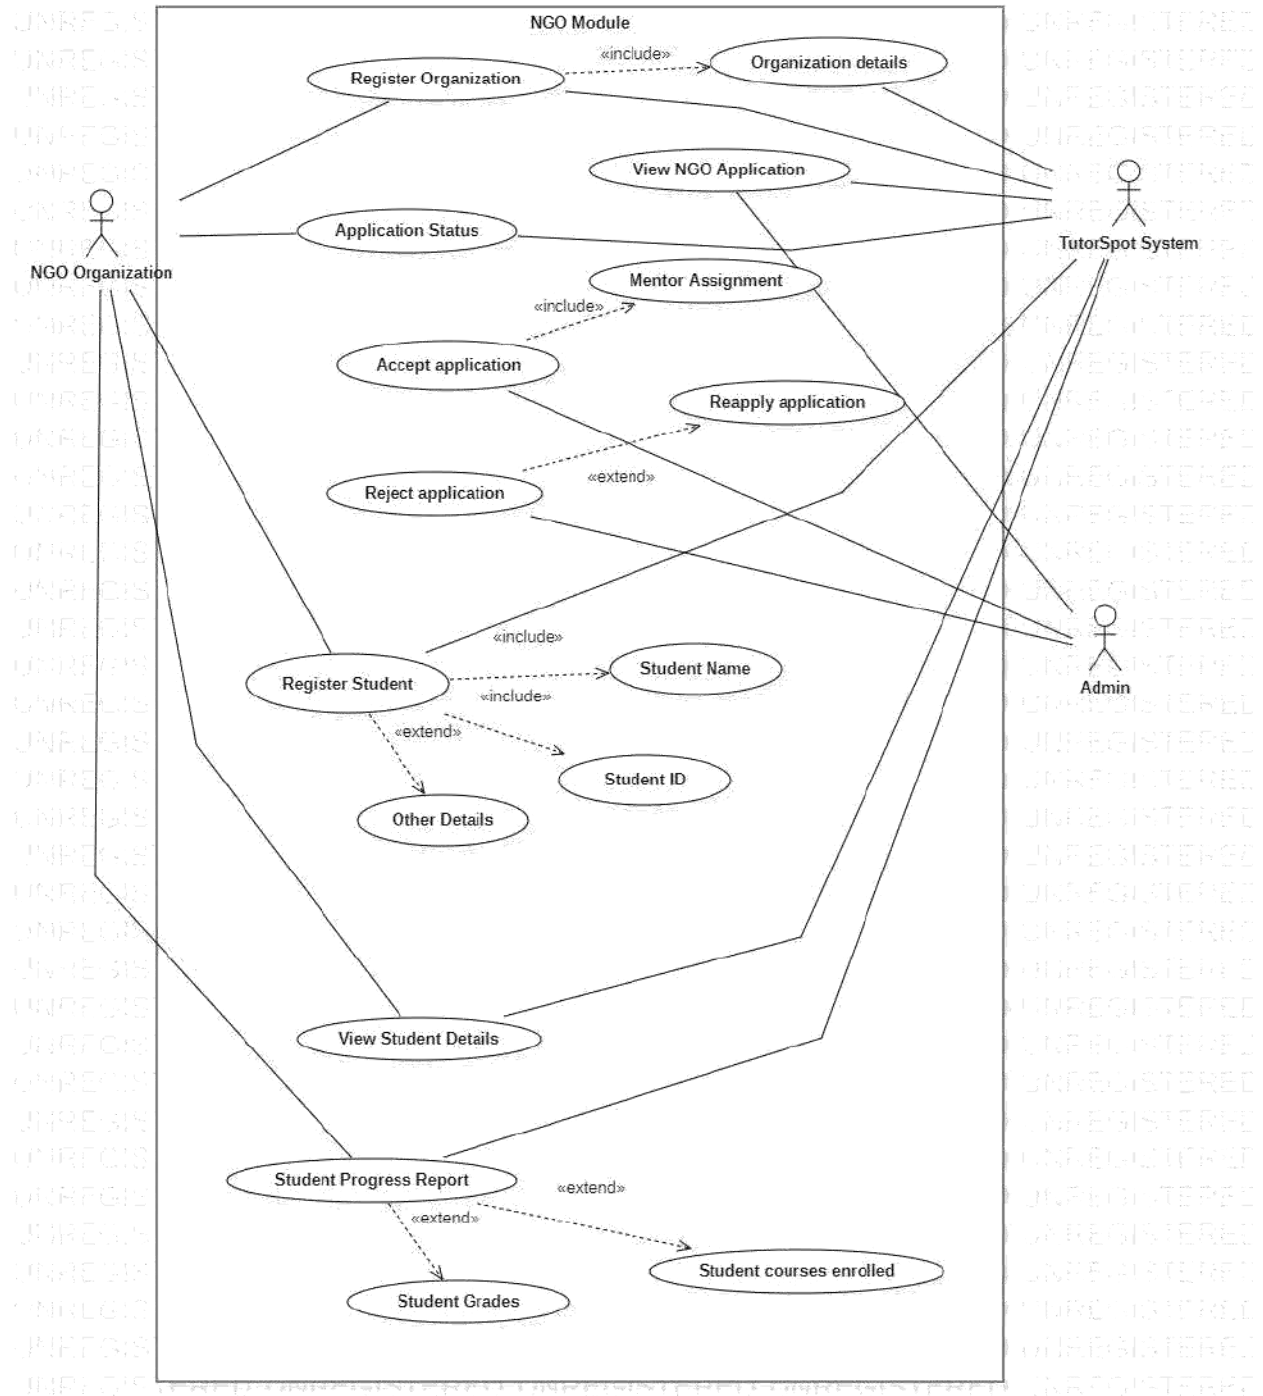 NGO Module
«include»
Register Organization
Organization details
View NGO Application
Application Status
NGO Organization
TutorSpot System
Mentor Assignment
«include»
Accept application
Reapply application
«extend»
Reject application
«include»
Student Name
Register Student
«include»
Admin
«extend»
Student ID
Other Details
View Student Details
Student Progress Report
«extend»
«extend»
Student courses enrolled
Student Grades